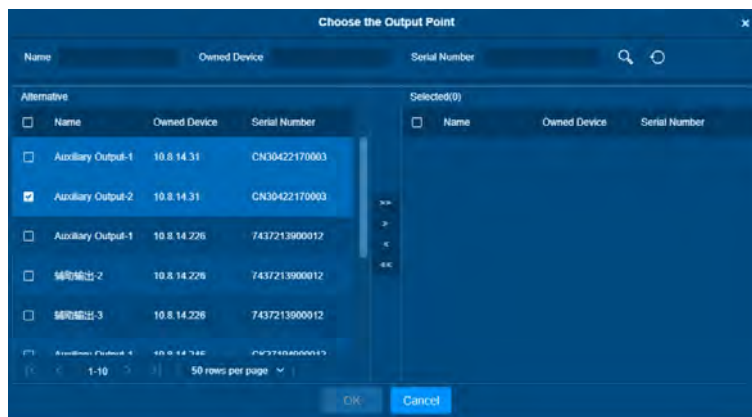 Choose the Output Point ×
Name Owned Device Serial Number
Alternative Selected(0)
Name Owned Device Serial Number Name Owned Device Serial Number
Auxiliary Output-1 10.8.14.31 CN30422170003
Auxiliary Output-2 10.8.14.31 CN30422170003
>>
Auxiliary Output-1 10.8.14.226 7437213900012
>
<
<<
辅助输出-2 10.8.14.226 7437213900012
辅助输出-3 10.8.14.226 7437213900012
Auxiliary Output-1
|< < 1-10 > >| 50 rows per page
OK Cancel